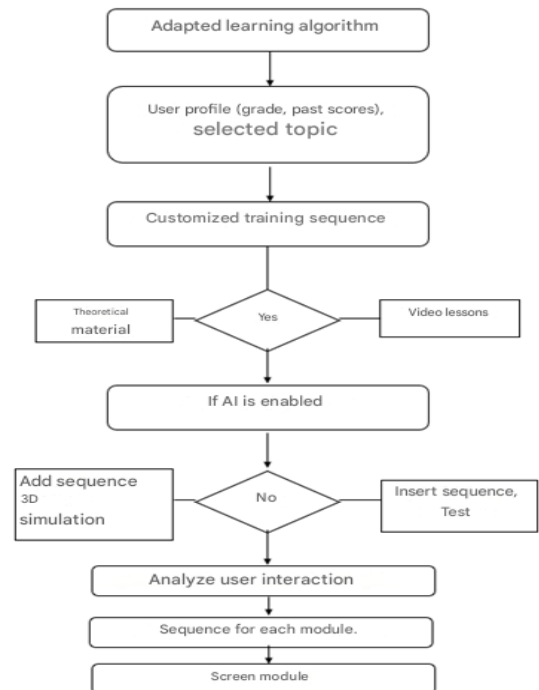 Adapted learning algorithm
User profile (grade, past scores),
selected topic
Customized training sequence
Theoretical
material
Yes
Video lessons
If AI is enabled
Add sequence
3D
simulation
No
Insert sequence,
Test
Analyze user interaction
Sequence for each module.
Screen module